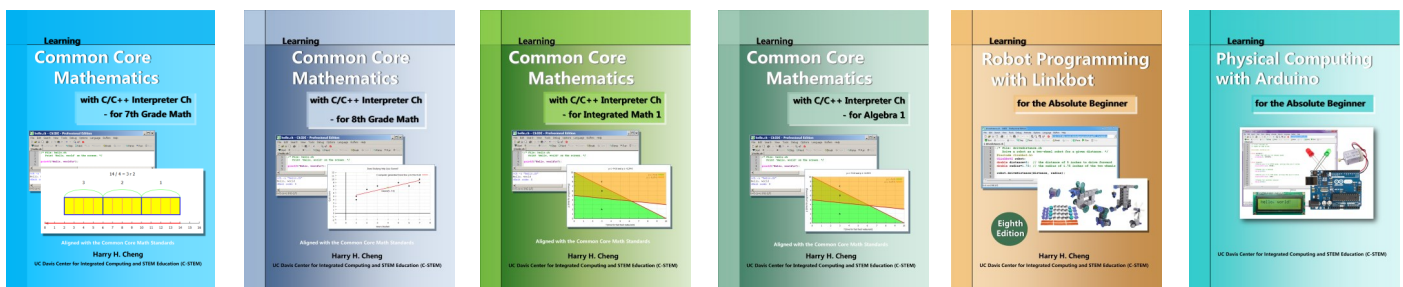 Learning
Common Core
Mathematics
with C/C++ Interpreter Ch
- for 7th Grade Math
Aligned with the Common Core Math Standards
Harry H. Cheng
UC Davis Center for Integrated Computing and STEM Education (C-STEM)
Learning
Common Core
Mathematics
with C/C++ Interpreter Ch
- for 8th Grade Math
Aligned with the Common Core Math Standards
Harry H. Cheng
UC Davis Center for Integrated Computing and STEM Education (C-STEM)
Learning
Common Core
Mathematics
with C/C++ Interpreter Ch
- for Integrated Math 1
Aligned with the Common Core Math Standards
Harry H. Cheng
UC Davis Center for Integrated Computing and STEM Education (C-STEM)
Learning
Common Core
Mathematics
with C/C++ Interpreter Ch
- for Algebra 1
Aligned with the Common Core Math Standards
Harry H. Cheng
UC Davis Center for Integrated Computing and STEM Education (C-STEM)
Learning
Robot Programming
with Linkbot
for the Absolute Beginner
Eighth
Edition
Harry H. Cheng
UC Davis Center for Integrated Computing and STEM Education (C-STEM)
Learning
Physical Computing
with Arduino
for the Absolute Beginner
UC Davis Center for Integrated Computing and STEM Education (C-STEM)